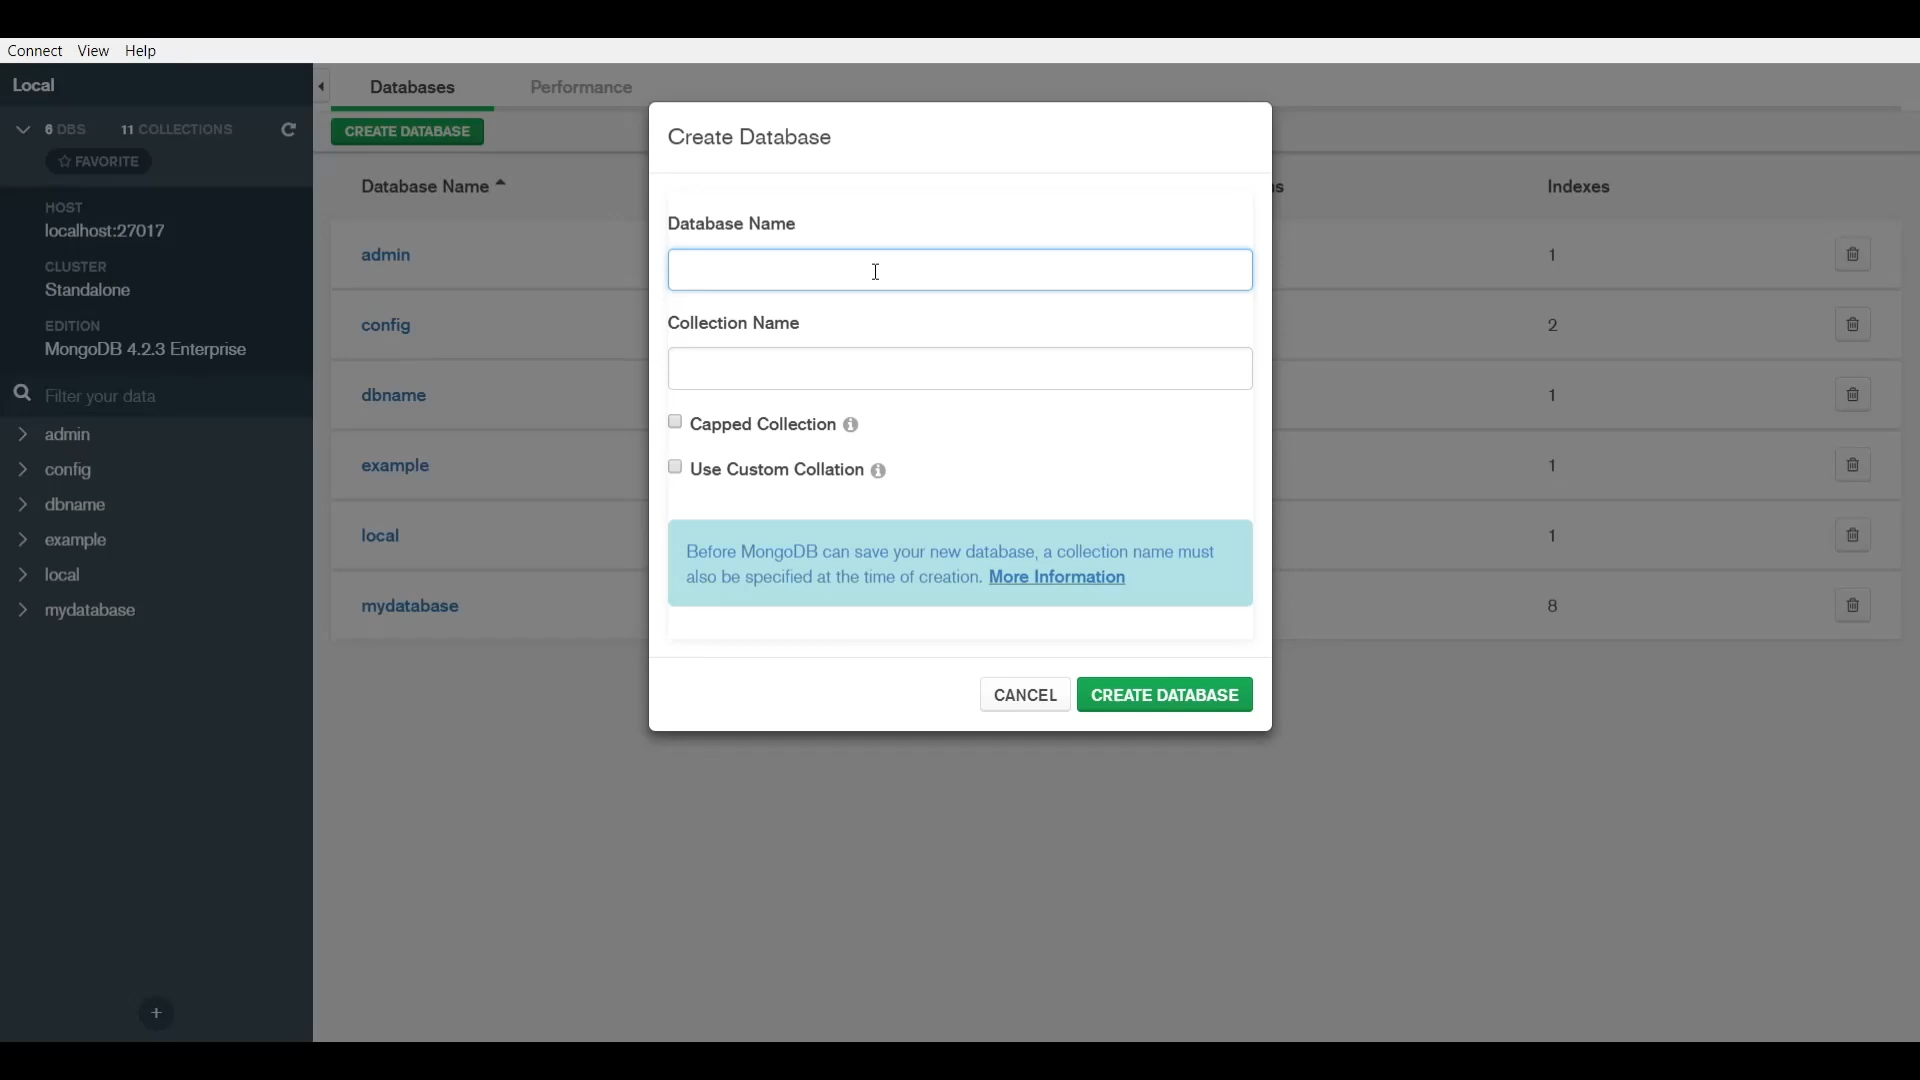 Connect View Help
Local
6 DBS 11 COLLECTIONS
FAVORITE
HOST
localhost:27017
CLUSTER
Standalone
EDITION
MongoDB 4.2.3 Enterprise
Filter your data
admin
config
dbname
example
local
mydatabase
+
Databases Performance
CREATE DATABASE
Database Name s Indexes
admin 1
config 2
dbname 1
example 1
local 1
mydatabase 8
Create Database
Database Name
Collection Name
Capped Collection
Use Custom Collation
Before MongoDB can save your new database, a collection name must
also be specified at the time of creation. More Information
CANCEL CREATE DATABASE